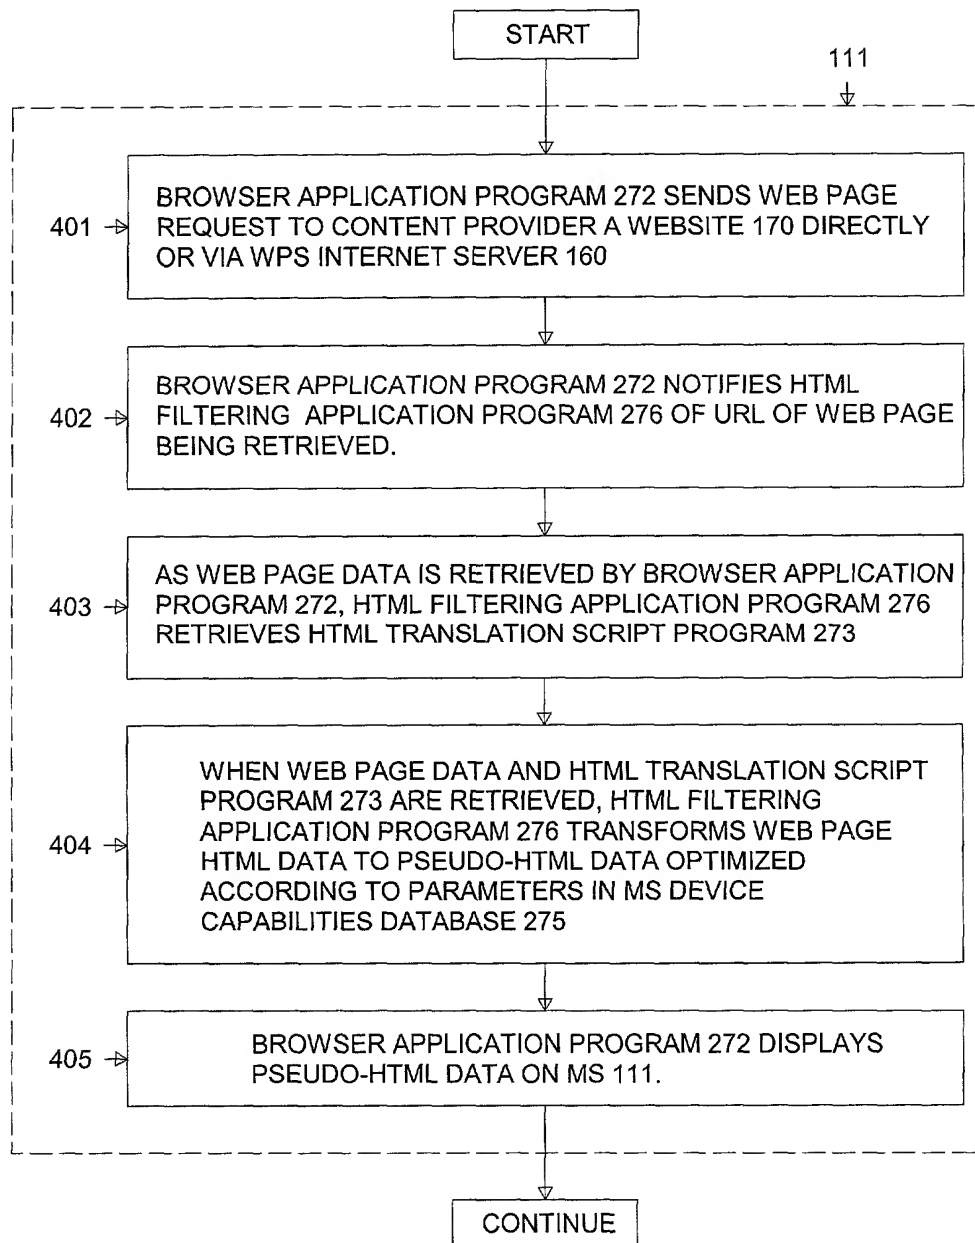 START
111
401
BROWSER APPLICATION PROGRAM 272 SENDS WEB PAGE
REQUEST TO CONTENT PROVIDER A WEBSITE 170 DIRECTLY
OR VIA WPS INTERNET SERVER 160
402
BROWSER APPLICATION PROGRAM 272 NOTIFIES HTML
FILTERING APPLICATION PROGRAM 276 OF URL OF WEB PAGE
BEING RETRIEVED.
403
AS WEB PAGE DATA IS RETRIEVED BY BROWSER APPLICATION
PROGRAM 272, HTML FILTERING APPLICATION PROGRAM 276
RETRIEVES HTML TRANSLATION SCRIPT PROGRAM 273
404
WHEN WEB PAGE DATA AND HTML TRANSLATION SCRIPT
PROGRAM 273 ARE RETRIEVED, HTML FILTERING
APPLICATION PROGRAM 276 TRANSFORMS WEB PAGE
HTML DATA TO PSEUDO-HTML DATA OPTIMIZED
ACCORDING TO PARAMETERS IN MS DEVICE
CAPABILITIES DATABASE 275
405
BROWSER APPLICATION PROGRAM 272 DISPLAYS
PSEUDO-HTML DATA ON MS 111.
CONTINUE